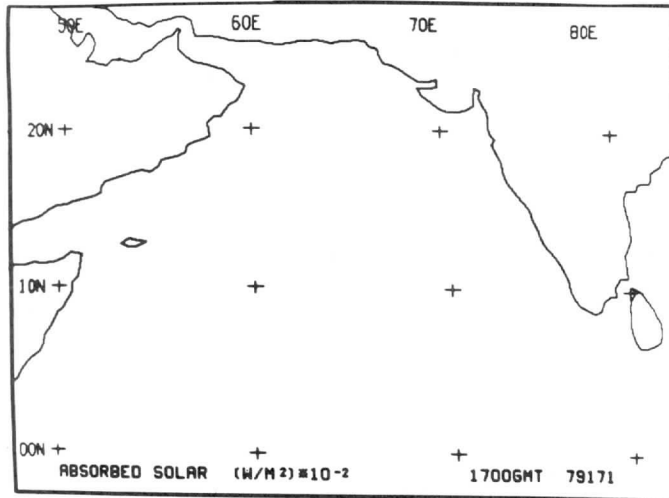 50E 60E 70E 80E
20N
10N
00N
ABSORBED SOLAR (W/M²)*10⁻² 1700GMT 79171